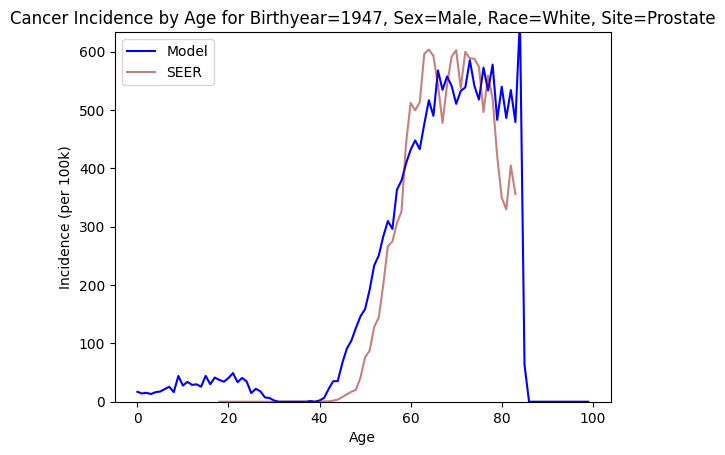 Cancer Incidence by Age for Birthyear=1947, Sex=Male, Race=White, Site=Prostate
Model
SEER
600
500
400
300
200
100
0
Incidence (per 100k)
0 20 40 60 80 100
Age